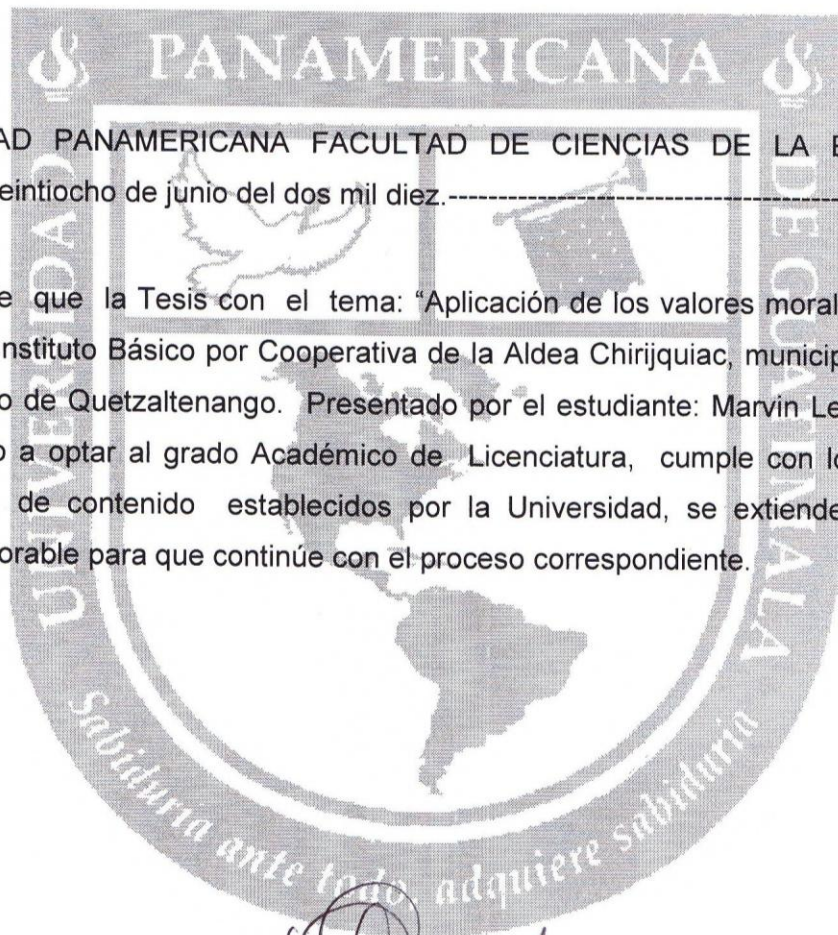 PANAMERICANA
UNIVERSIDAD
DE GUATEMALA
AD PANAMERICANA FACULTAD DE CIENCIAS DE LA E
eintiocho de junio del dos mil diez.----------------------------------------
e que la Tesis con el tema: “Aplicación de los valores moral
nstituto Básico por Cooperativa de la Aldea Chirijquiac, municip
o de Quetzaltenango. Presentado por el estudiante: Marvin Le
o a optar al grado Académico de Licenciatura, cumple con lo
de contenido establecidos por la Universidad, se extiende
orable para que continúe con el proceso correspondiente.
Sabiduría ante todo, adquiere sabiduría